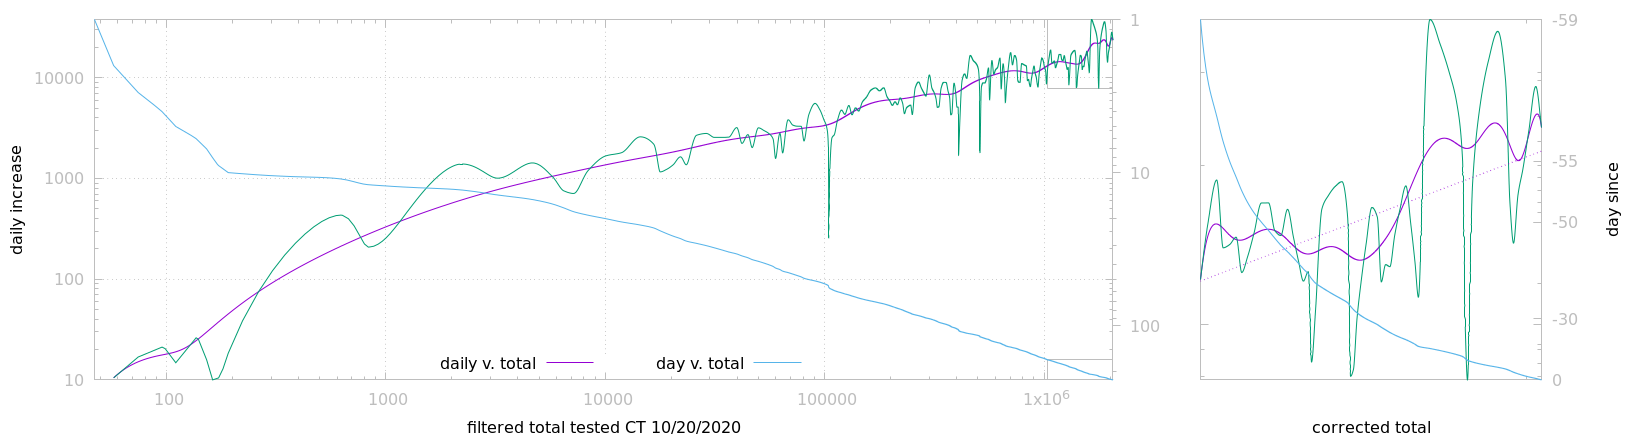 daily increase
10000
1000
100
10
100
1000
10000
100000
1x10⁶
filtered total tested CT 10/20/2020
daily v. total
day v. total
1
10
100
-59
-55
-50
-30
0
day since
corrected total